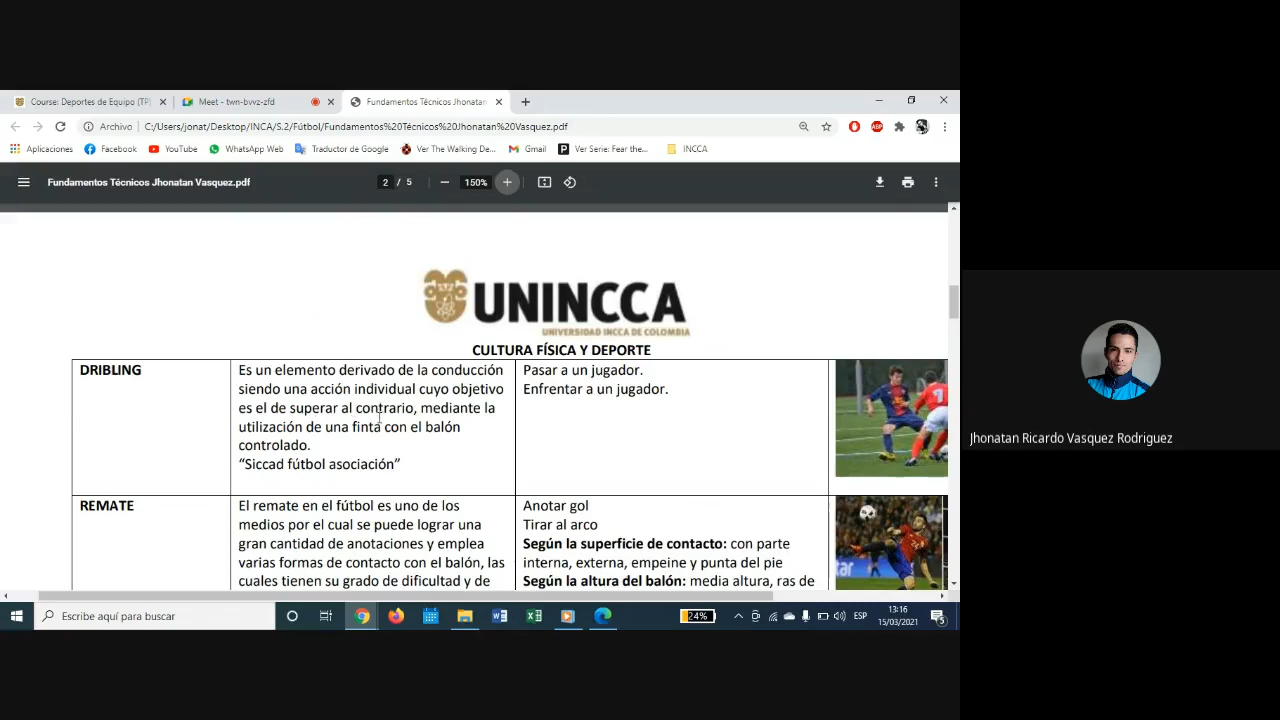 Course: Deportes de Equipo (TP)
Meet - twn-bvvz-zfd
Fundamentos Técnicos Jhonatan
Archivo
C:/Users/jonat/Desktop/INCA/S.2/Fútbol/Fundamentos%20Técnicos%20Jhonatan%20Vasquez.pdf
ABP
Aplicaciones
Facebook
YouTube
WhatsApp Web
Traductor de Google
Ver The Walking De...
Gmail
Ver Serie: Fear the...
INCCA
Fundamentos Técnicos Jhonatan Vasquez.pdf
2 / 5
150%
UNINCCA
UNIVERSIDAD INCCA DE COLOMBIA
CULTURA FÍSICA Y DEPORTE
DRIBLING
Es un elemento derivado de la conducción
siendo una acción individual cuyo objetivo
es el de superar al contrario, mediante la
utilización de una finta con el balón
controlado.
“Siccad fútbol asociación”
Pasar a un jugador.
Enfrentar a un jugador.
REMATE
El remate en el fútbol es uno de los
medios por el cual se puede lograr una
gran cantidad de anotaciones y emplea
varias formas de contacto con el balón, las
cuales tienen su grado de dificultad y de
Anotar gol
Tirar al arco
Según la superficie de contacto: con parte
interna, externa, empeine y punta del pie
Según la altura del balón: media altura, ras de
Jhonatan Ricardo Vasquez Rodriguez
Escribe aquí para buscar
24%
ESP
13:16
15/03/2021
5